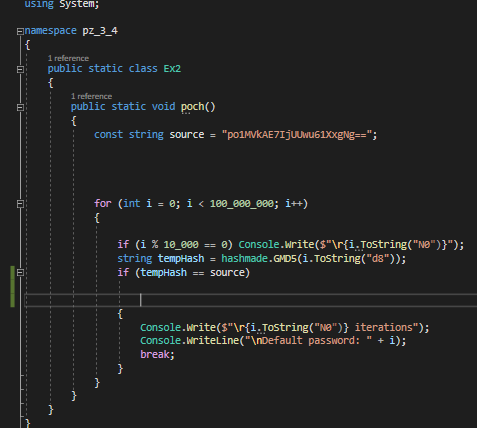 using System;
namespace pz_3_4
{
1 reference
public static class Ex2
{
1 reference
public static void poch()
{
const string source = "po1MVkAE7IjUUwu61XxgNg==";
for (int i = 0; i < 100_000_000; i++)
{
if (i % 10_000 == 0) Console.Write($"\r{i.ToString("N0")}");
string tempHash = hashmade.GMD5(i.ToString("d8"));
if (tempHash == source)
{
Console.Write($"\r{i.ToString("N0")} iterations");
Console.WriteLine("\nDefault password: " + i);
break;
}
}
}
}
}